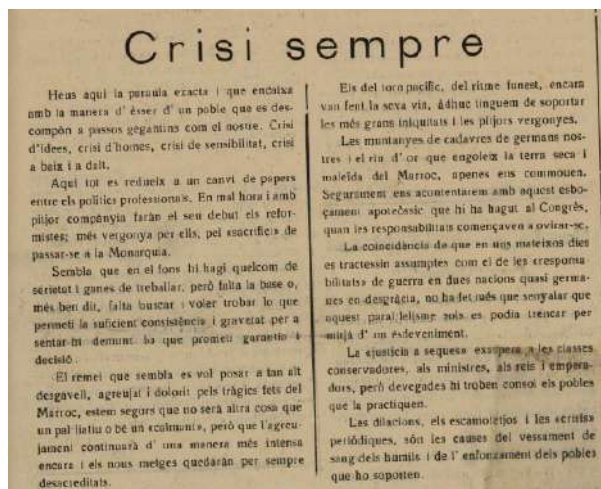 Crisi sempre
Heus aquí la paraula exacta i que encaixa
amb la manera d' ésser d' un poble que es des-
compòn a passos gegantins com el nostre. Crisi
d'idees, crisi d'homes, crisi de sensibilitat, crisi
a baix i a dalt.
Aquí tot es redueix a un canvi de papers
entre els polítics professionals. En mal hora i amb
pitjor companyia faràn el seu debut els refor-
mistes; més vergonya per ells, pel «sacrifici» de
passar-se a la Monarquia.
Sembla que en el fons hi hagi quelcom de
serietat i ganes de treballar, però falta la base o,
més ben dit, falta buscar i voler trobar lo que
permeti la suficient consistència i gravetat per a
sentar-hi demunt lo que prometi garantia i
decisió.
El remei que sembla es vol posar a tan alt
desgavell, agreujat i dolorit pels tràgics fets del
Marroc, estem segurs que no serà altra cosa que
un pal·liatiu o bé un «calmant», però que l'agreu-
jament continuarà d' una manera més intensa
encara i els nous metges quedaràn per sempre
desacreditats.
Els del torn pacific, del ritme funest, encara
van fent la seva via, àdhuc tinguem de soportar
les més grans iniquitats i les pitjors vergonyes.
Les muntanyes de cadavres de germans nos-
tres i el riu d' or que engoleix la terra seca i
maleïda del Marroc, apenes ens commouen.
Segurament ens acontentarem amb aquest esbo-
çament apoteòssic que hi ha hagut al Congrés,
quan les responsabilitats començaven a ovirar-se.
La coincidència de que en uns mateixos dies
es tractessin assumptes com el de les «responsa-
bilitats» de guerra en dues nacions quasi germa-
nes en desgràcia, no ha fet més que senyalar que
aquest paral·lelisme sols es podia trencar per
mitjà d' un esdeveniment.
La «justícia a seques» exaspera a les classes
conservadores, als ministres, als reis i empera-
dors, però devegades hi troben consol els pobles
que la practiquen.
Les dilacions, els escamoletjos i les «crisis»
periòdiques, són les causes del vessament de
sang dels humils i de l' enfonzament dels pobles
que ho soporten.